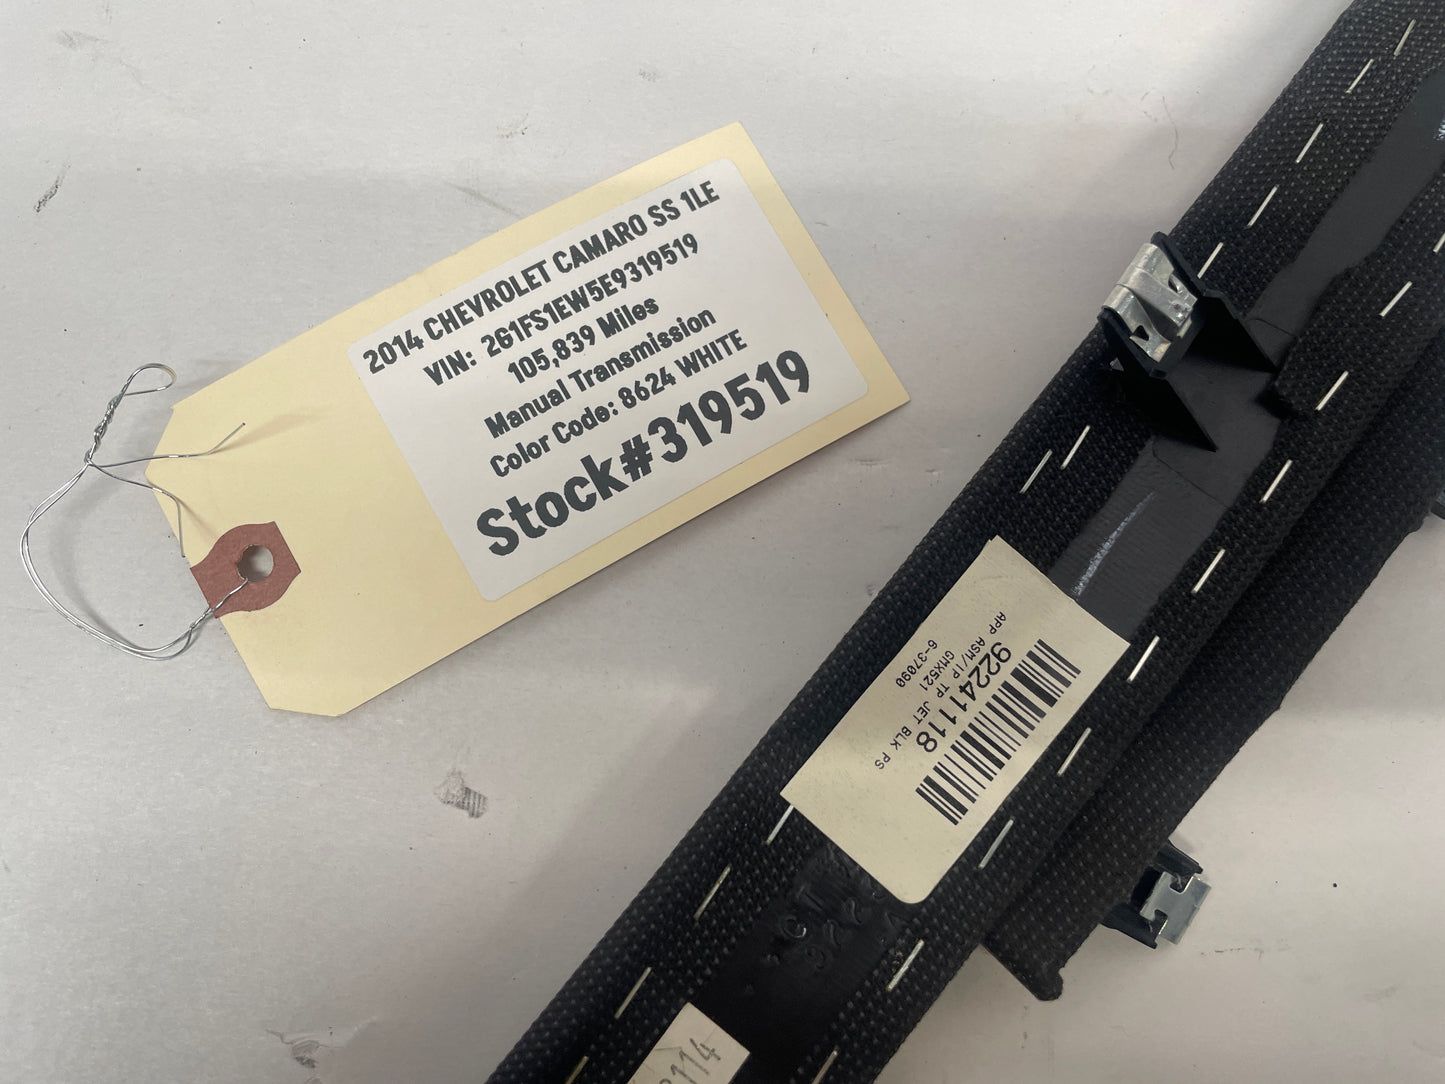 2014 CHEVROLET CAMARO SS 1LE
VIN: 2G1FS1EW5E9319519
105,839 Miles
Manual Transmission
Color Code: 8624 WHITE
Stock#319519
92241118
APP ASM/IP TP JET BLK PS
GMX521
6-37090